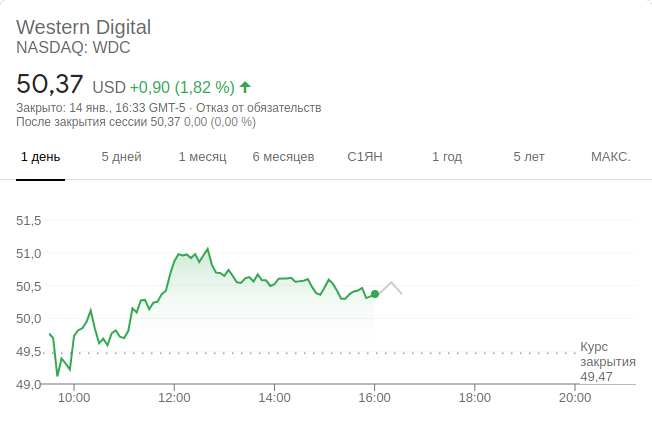 Western Digital
NASDAQ: WDC
50,37 USD +0,90 (1,82 %)
Закрыто: 14 янв., 16:33 GMT-5 · Отказ от обязательств
После закрытия сессии 50,37 0,00 (0,00 %)
1 день 5 дней 1 месяц 6 месяцев С1ЯН 1 год 5 лет МАКС.
51,5
51,0
50,5
50,0
49,5
49,0
Курс
закрытия
49,47
10:00 12:00 14:00 16:00 18:00 20:00